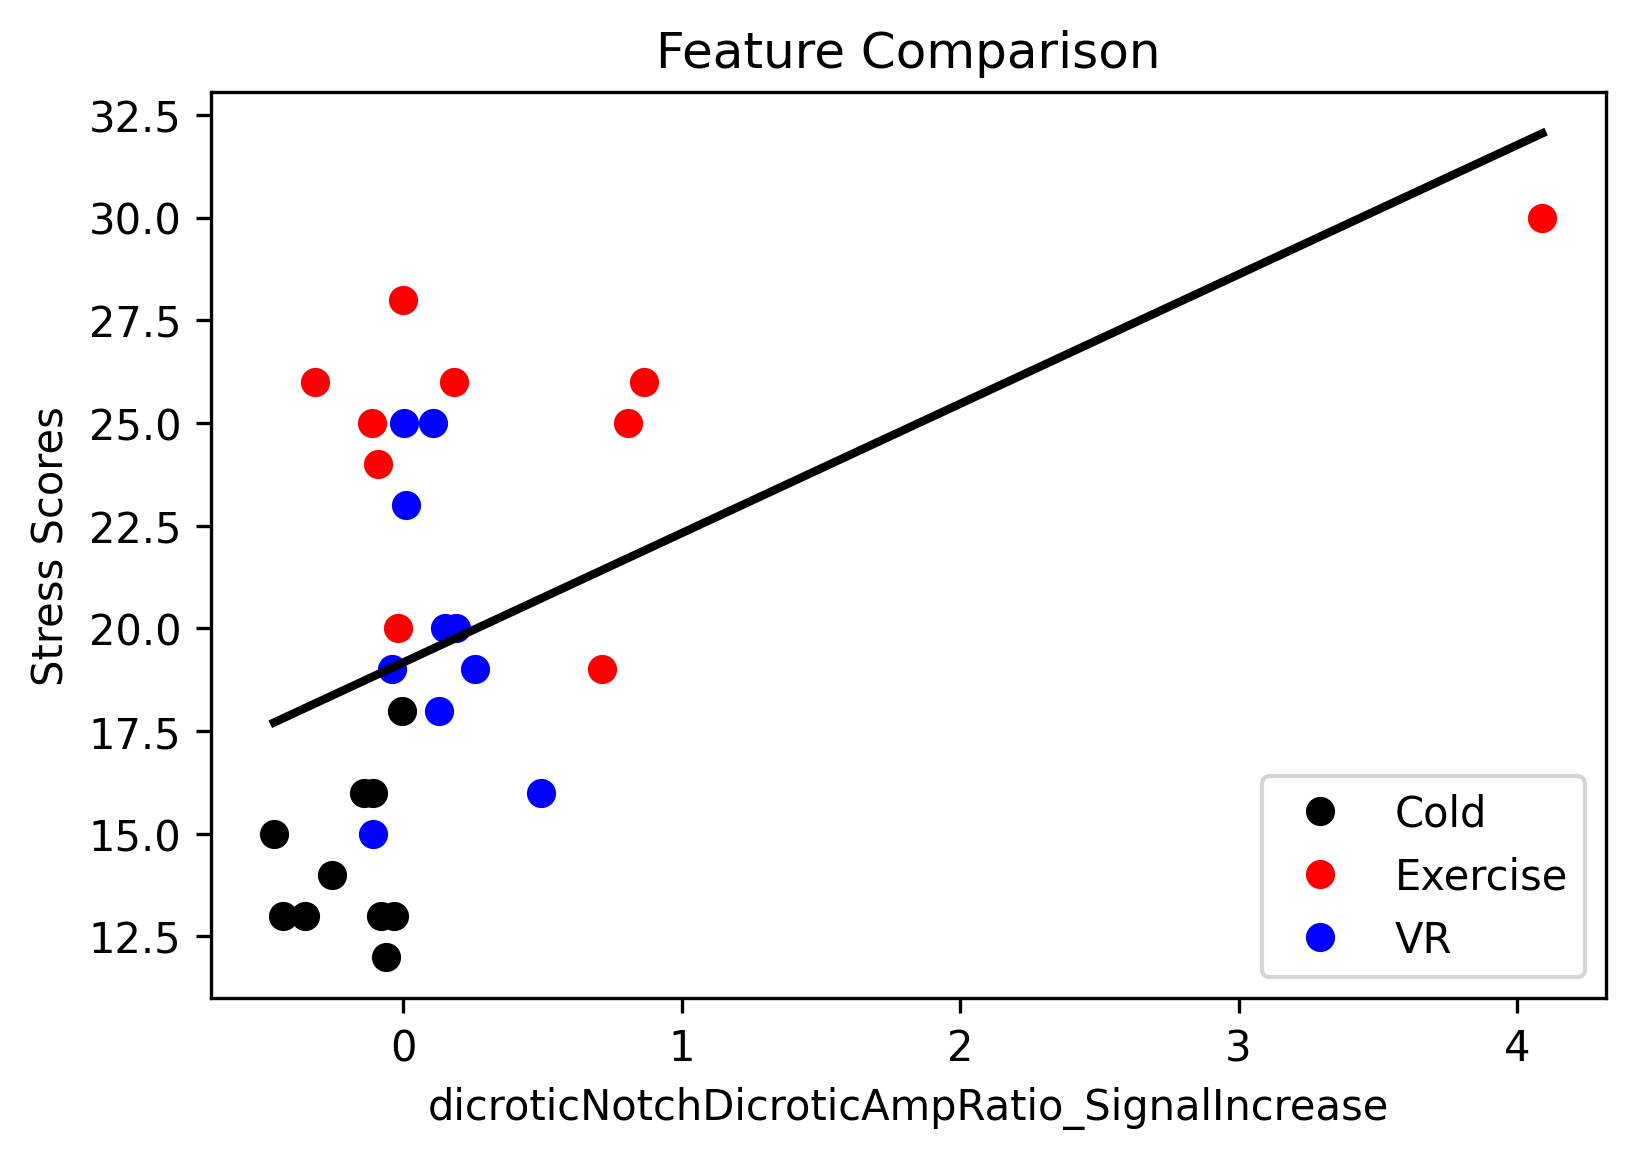 Feature Comparison
32.5
30.0
27.5
25.0
22.5
20.0
17.5
15.0
12.5
Stress Scores
Cold
Exercise
VR
0 1 2 3 4
dicroticNotchDicroticAmpRatio_SignalIncrease